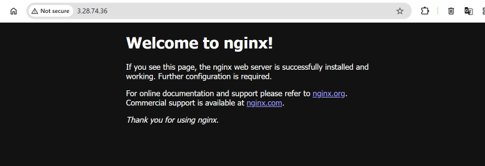 Not secure 3.28.74.36
Welcome to nginx!
If you see this page, the nginx web server is successfully installed and
working. Further configuration is required.
For online documentation and support please refer to nginx.org.
Commercial support is available at nginx.com.
Thank you for using nginx.